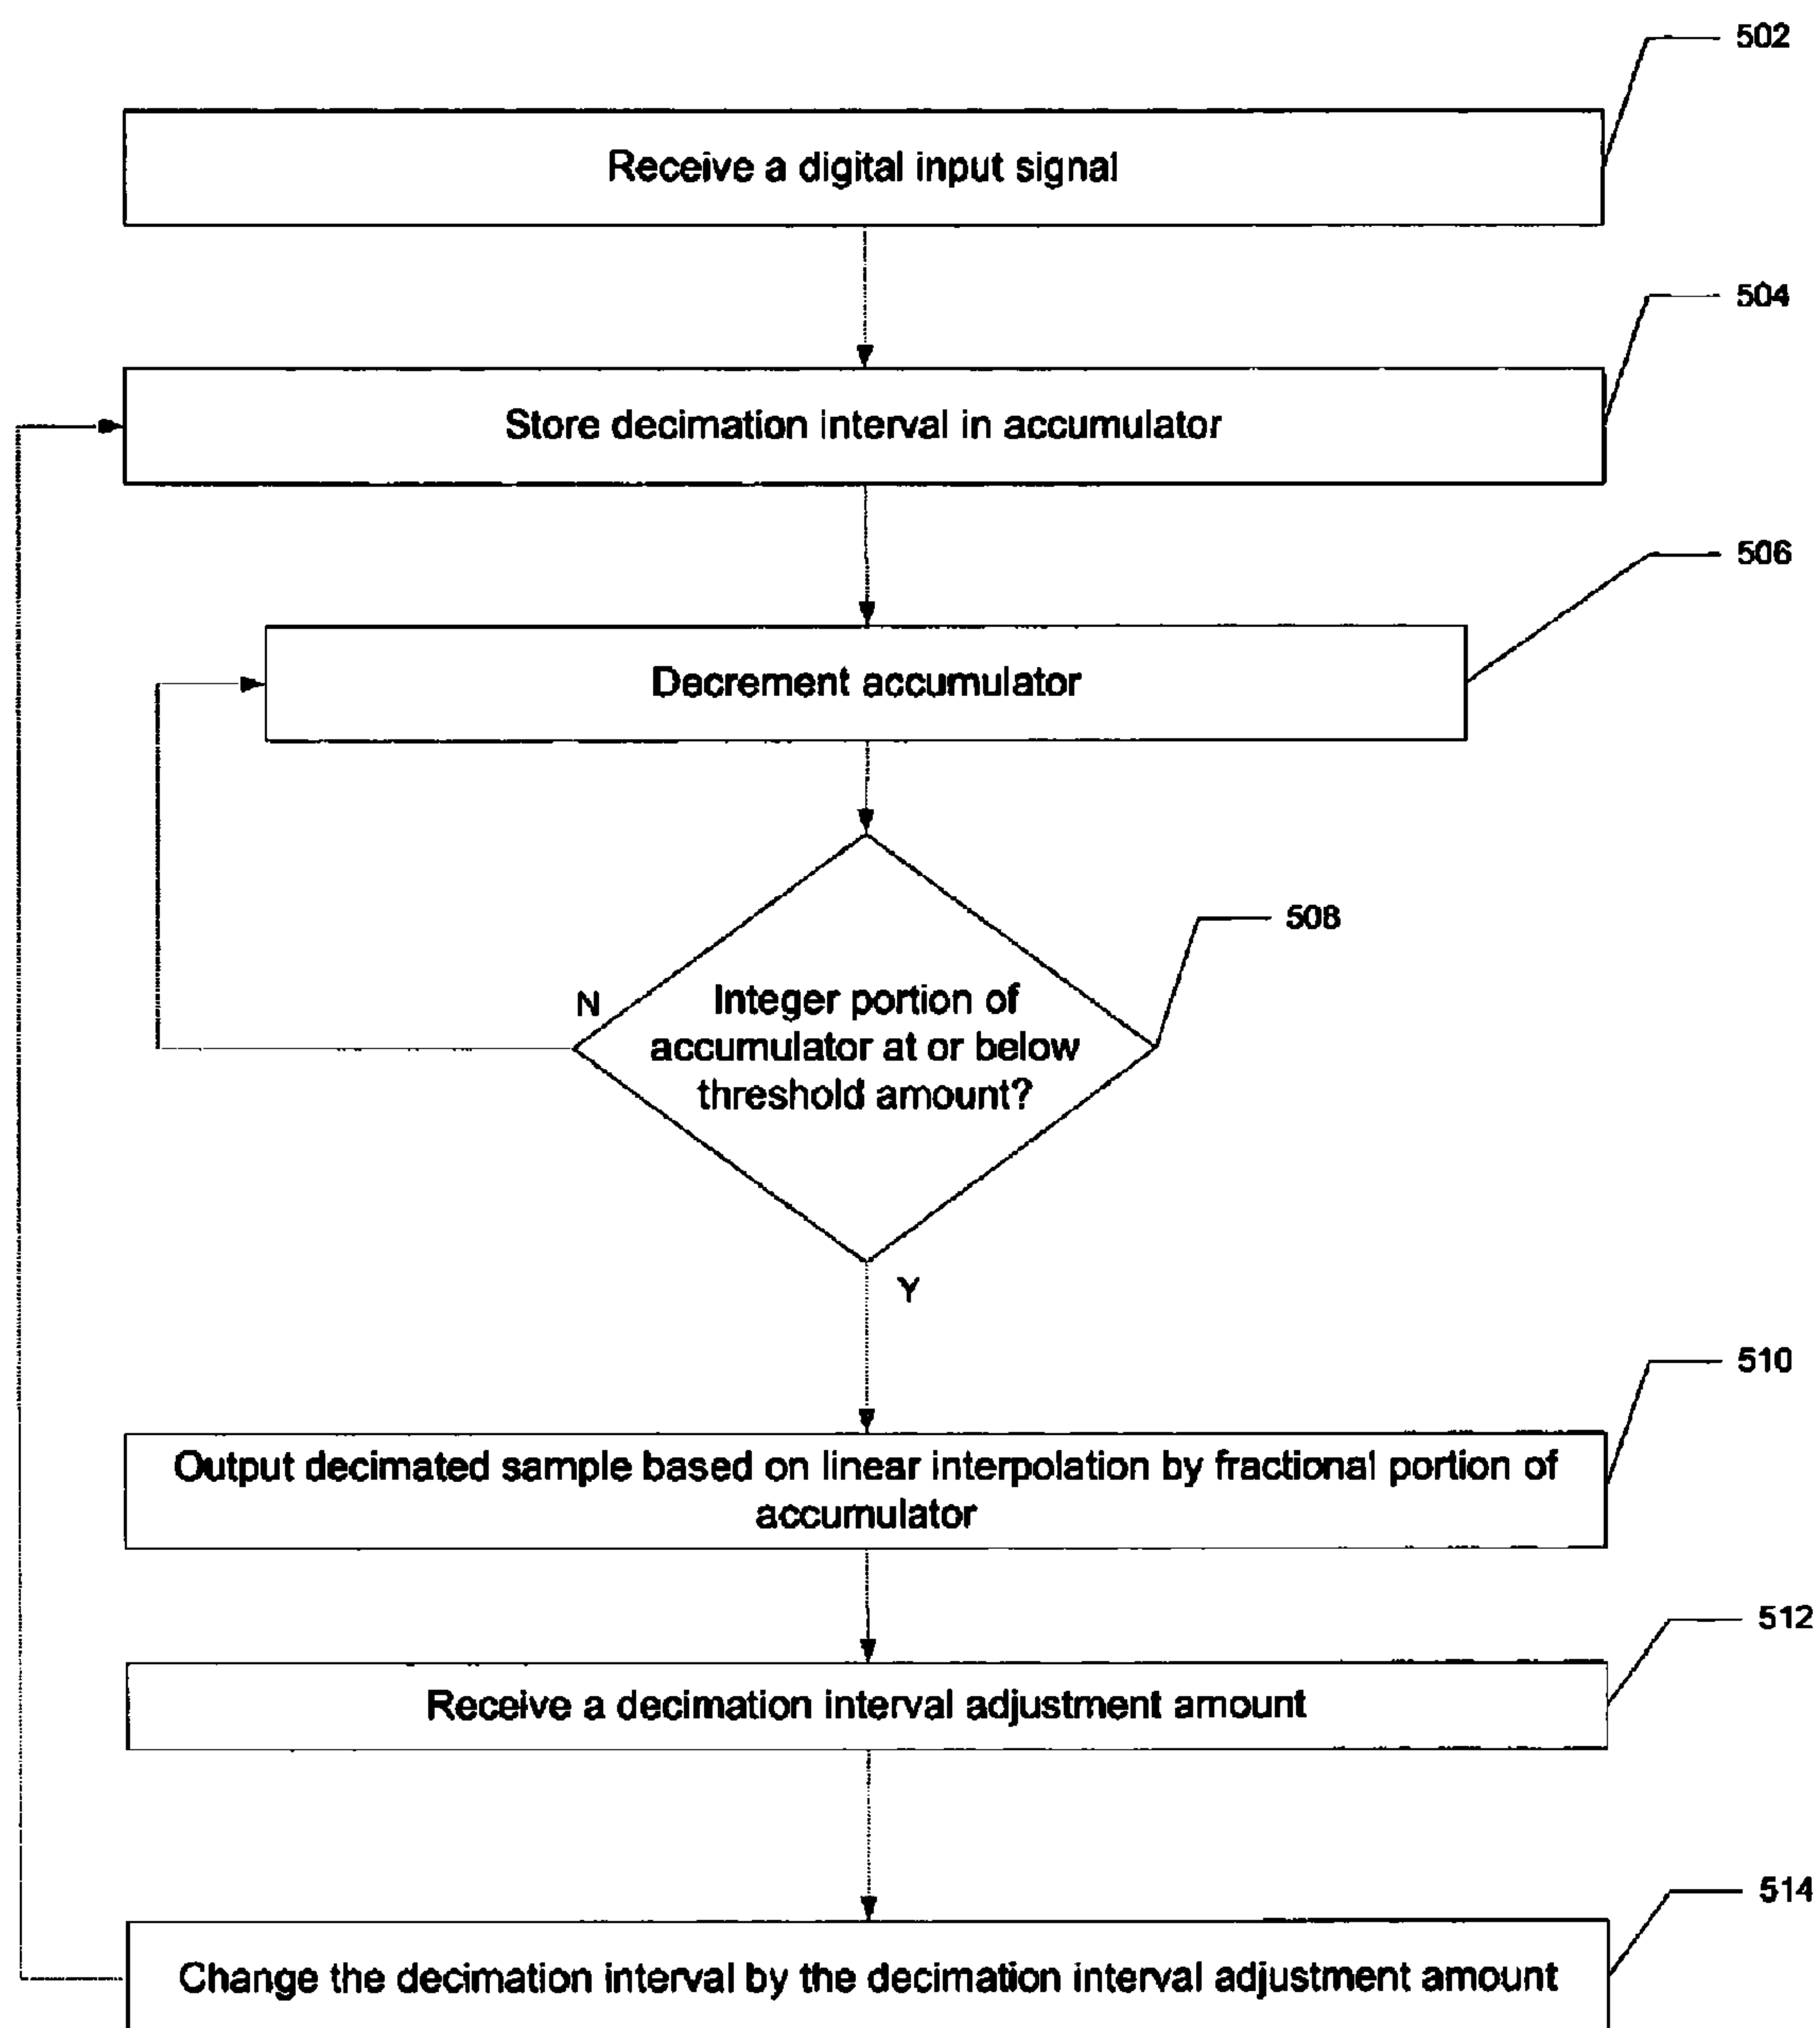 502
Receive a digital input signal
504
Store decimation interval in accumulator
506
Decrement accumulator
508
N
Integer portion of
accumulator at or below
threshold amount?
Y
510
Output decimated sample based on linear interpolation by fractional portion of
accumulator
512
Receive a decimation interval adjustment amount
514
Change the decimation interval by the decimation interval adjustment amount